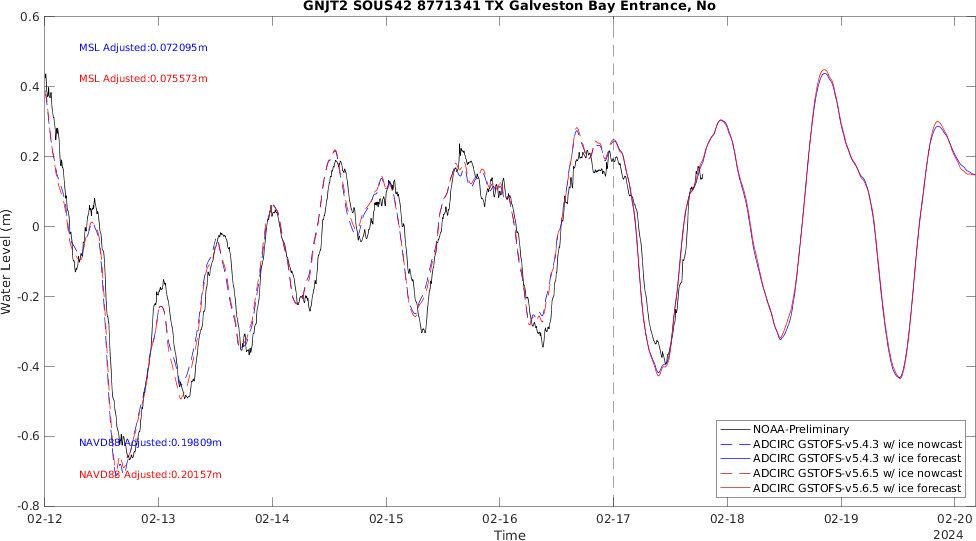 GNJT2 SOUS42 8771341 TX Galveston Bay Entrance, No
Water Level (m)
0.6
0.4
0.2
0
-0.2
-0.4
-0.6
-0.8
MSL Adjusted:0.072095m
MSL Adjusted:0.075573m
NAVD88 Adjusted:0.19809m
NAVD88 Adjusted:0.20157m
NOAA-Preliminary
ADCIRC GSTOFS-v5.4.3 w/ ice nowcast
ADCIRC GSTOFS-v5.4.3 w/ ice forecast
ADCIRC GSTOFS-v5.6.5 w/ ice nowcast
ADCIRC GSTOFS-v5.6.5 w/ ice forecast
02-12 02-13 02-14 02-15 02-16 02-17 02-18 02-19 02-20
Time
2024